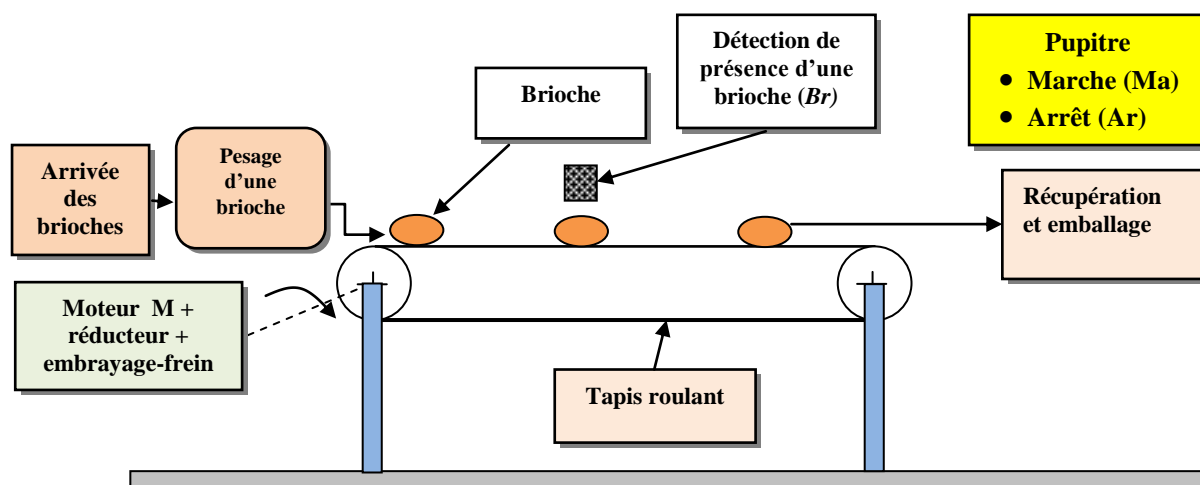 Arrivée
des
brioches
Pesage
d'une
brioche
Brioche
Détection de
présence d'une
brioche (Br)
Pupitre
• Marche (Ma)
• Arrêt (Ar)
Récupération
et emballage
Moteur M +
réducteur +
embrayage-frein
Tapis roulant